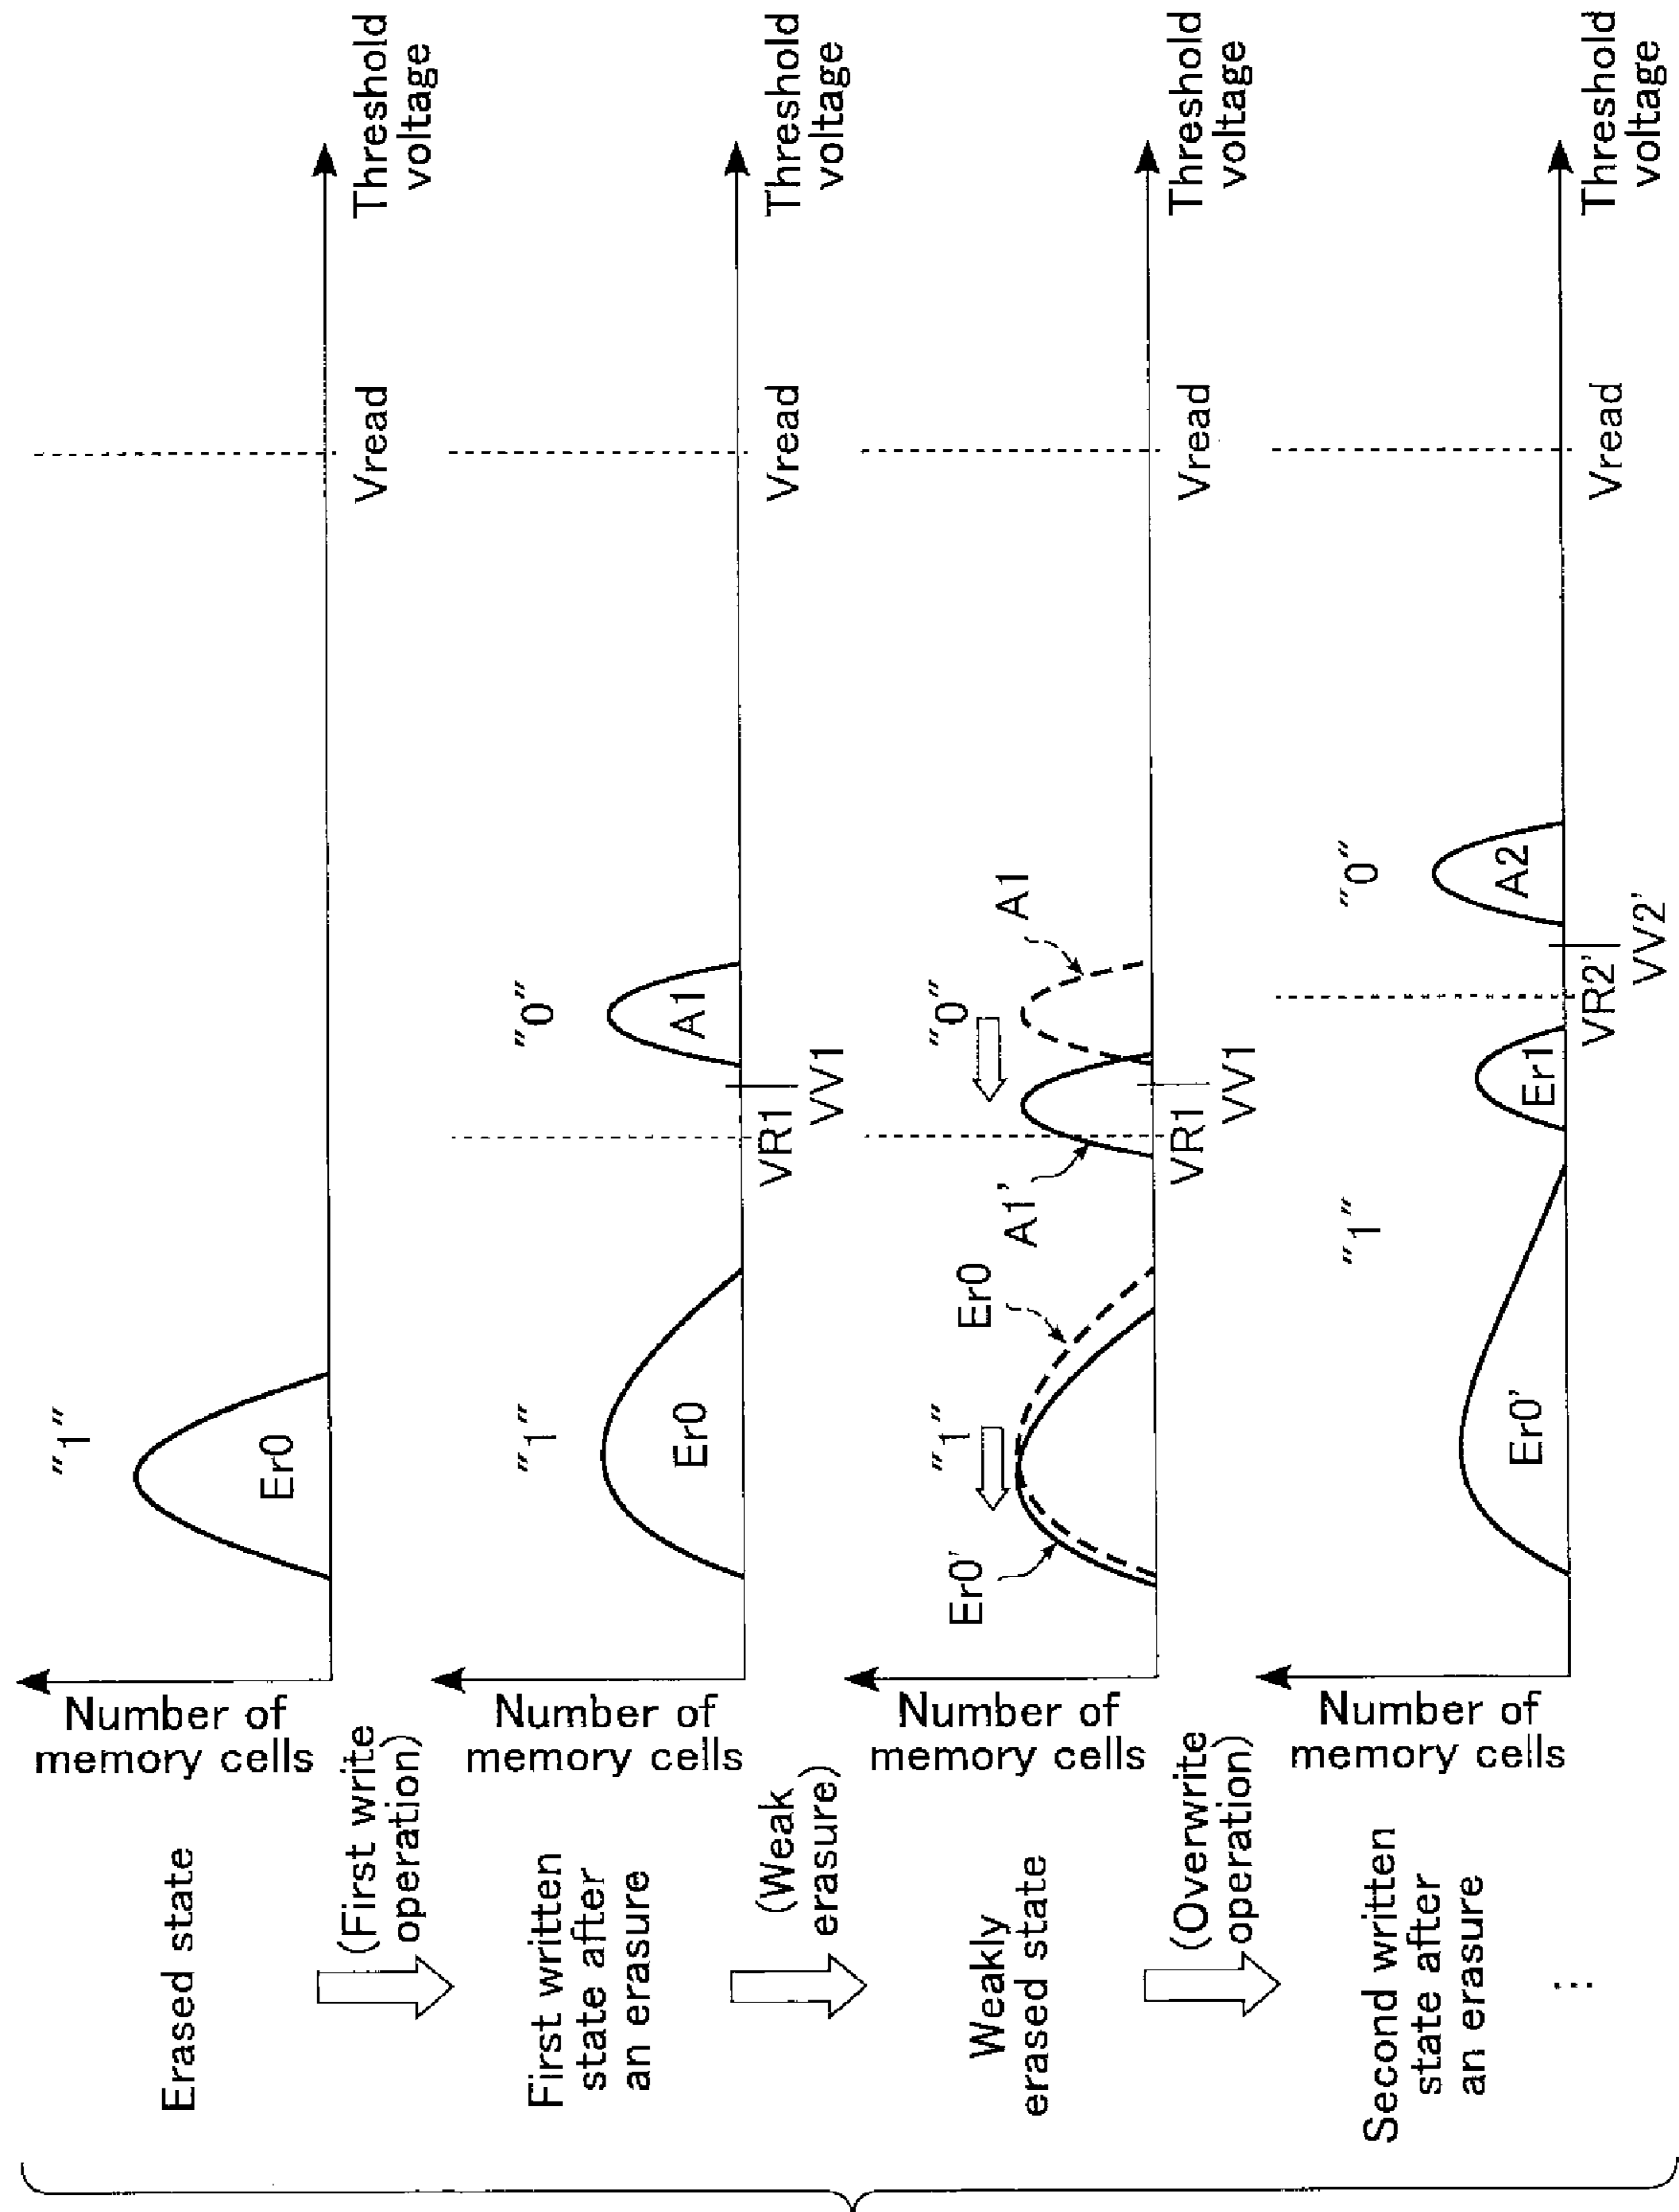 Erased state
Number of
memory cells
"1"
Er0
Vread
Threshold
voltage
(First write
operation)
First written
state after
an erasure
Number of
memory cells
"1"
Er0
"0"
A1
VR1
VV1
Vread
Threshold
voltage
(Weak
erasure)
Weakly
erased state
Number of
memory cells
Er0'
"1"
Er0
A1'
"0"
A1
VR1
VV1
Vread
Threshold
voltage
(Overwrite
operation)
Second written
state after
an erasure
Number of
memory cells
"1"
Er0'
Er1
"0"
A2
VR2'
VV2'
Vread
Threshold
voltage
...